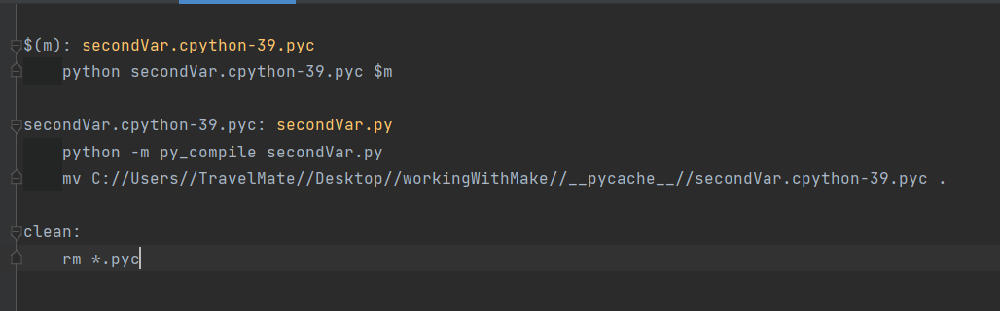 $(m): secondVar.cpython-39.pyc
python secondVar.cpython-39.pyc $m
secondVar.cpython-39.pyc: secondVar.py
python -m py_compile secondVar.py
mv C://Users//TravelMate//Desktop//workingWithMake//__pycache__//secondVar.cpython-39.pyc .
clean:
rm *.pyc